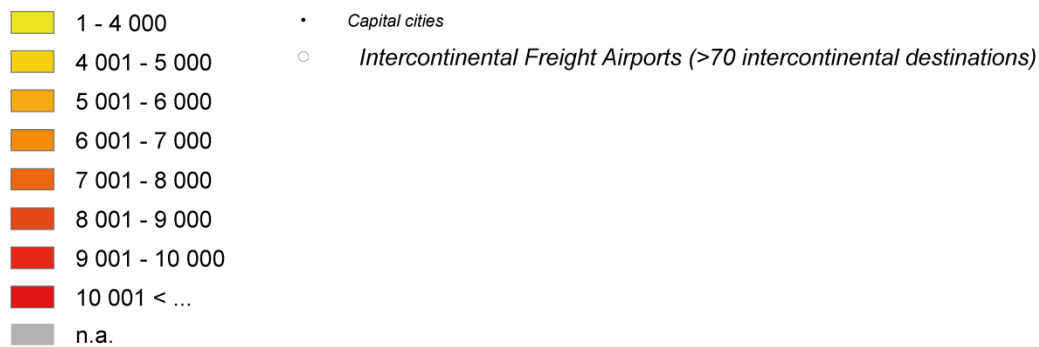 1 - 4 000
4 001 - 5 000
5 001 - 6 000
6 001 - 7 000
7 001 - 8 000
8 001 - 9 000
9 001 - 10 000
10 001 < ...
n.a.
Capital cities
Intercontinental Freight Airports (>70 intercontinental destinations)